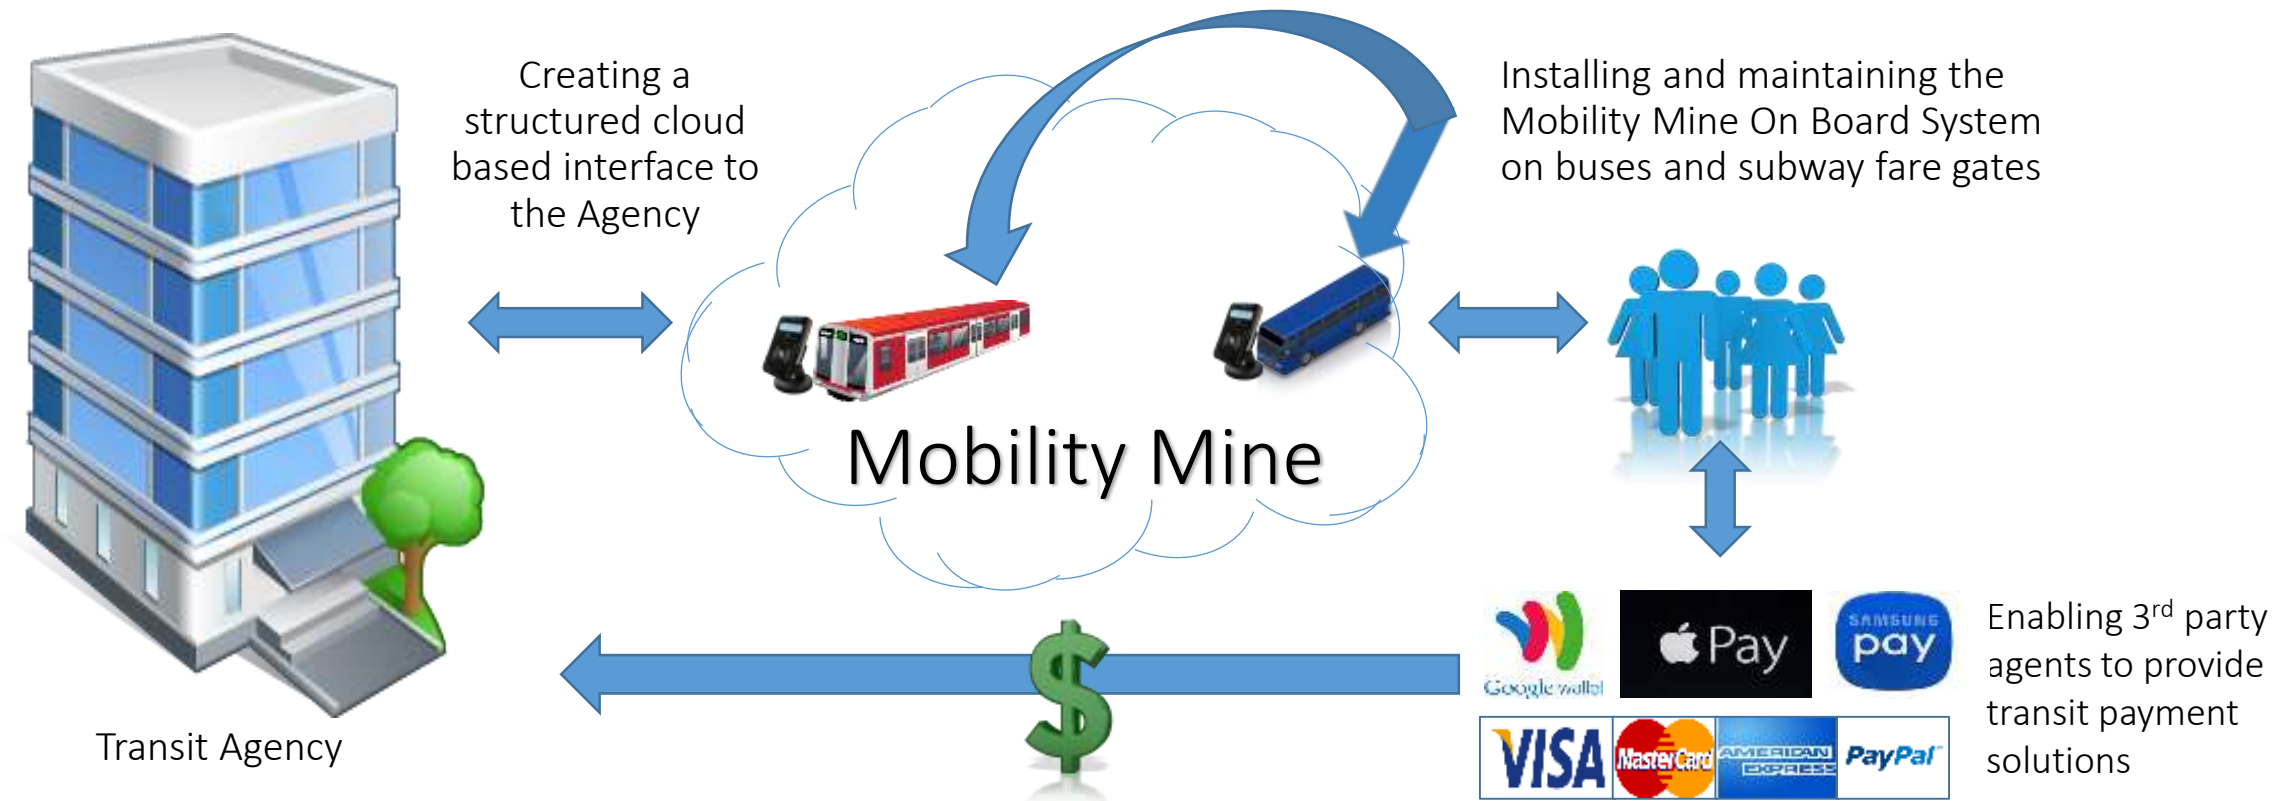 Creating a
structured cloud
based interface to
the Agency
Installing and maintaining the
Mobility Mine On Board System
on buses and subway fare gates
Mobility Mine
Transit Agency
$
Google wallet
Pay
SAMSUNG
pay
VISA
MasterCard
AMERICAN
EXPRESS
PayPal
Enabling 3rd party
agents to provide
transit payment
solutions